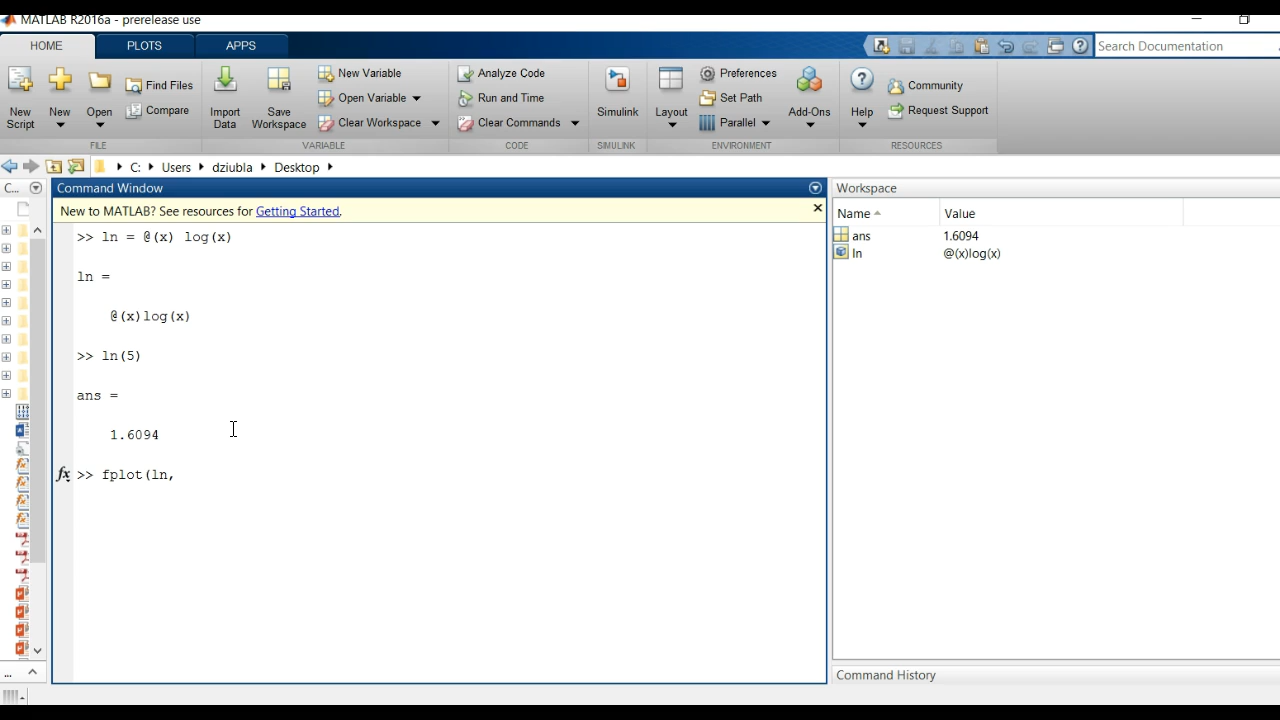 MATLAB R2016a - prerelease use
HOME PLOTS APPS
Search Documentation
New Script
New
Open
Find Files
Compare
FILE
Import Data
Save Workspace
New Variable
Open Variable
Clear Workspace
VARIABLE
Analyze Code
Run and Time
Clear Commands
CODE
Simulink
SIMULINK
Layout
Preferences
Set Path
Parallel
Add-Ons
ENVIRONMENT
Help
Community
Request Support
RESOURCES
C: Users dziubla Desktop
C...
Command Window
New to MATLAB? See resources for Getting Started.
>> ln = @(x) log(x)
ln =
@(x)log(x)
>> ln(5)
ans =
1.6094
fx >> fplot(ln,
Workspace
Name Value
ans 1.6094
ln @(x)log(x)
...
Command History